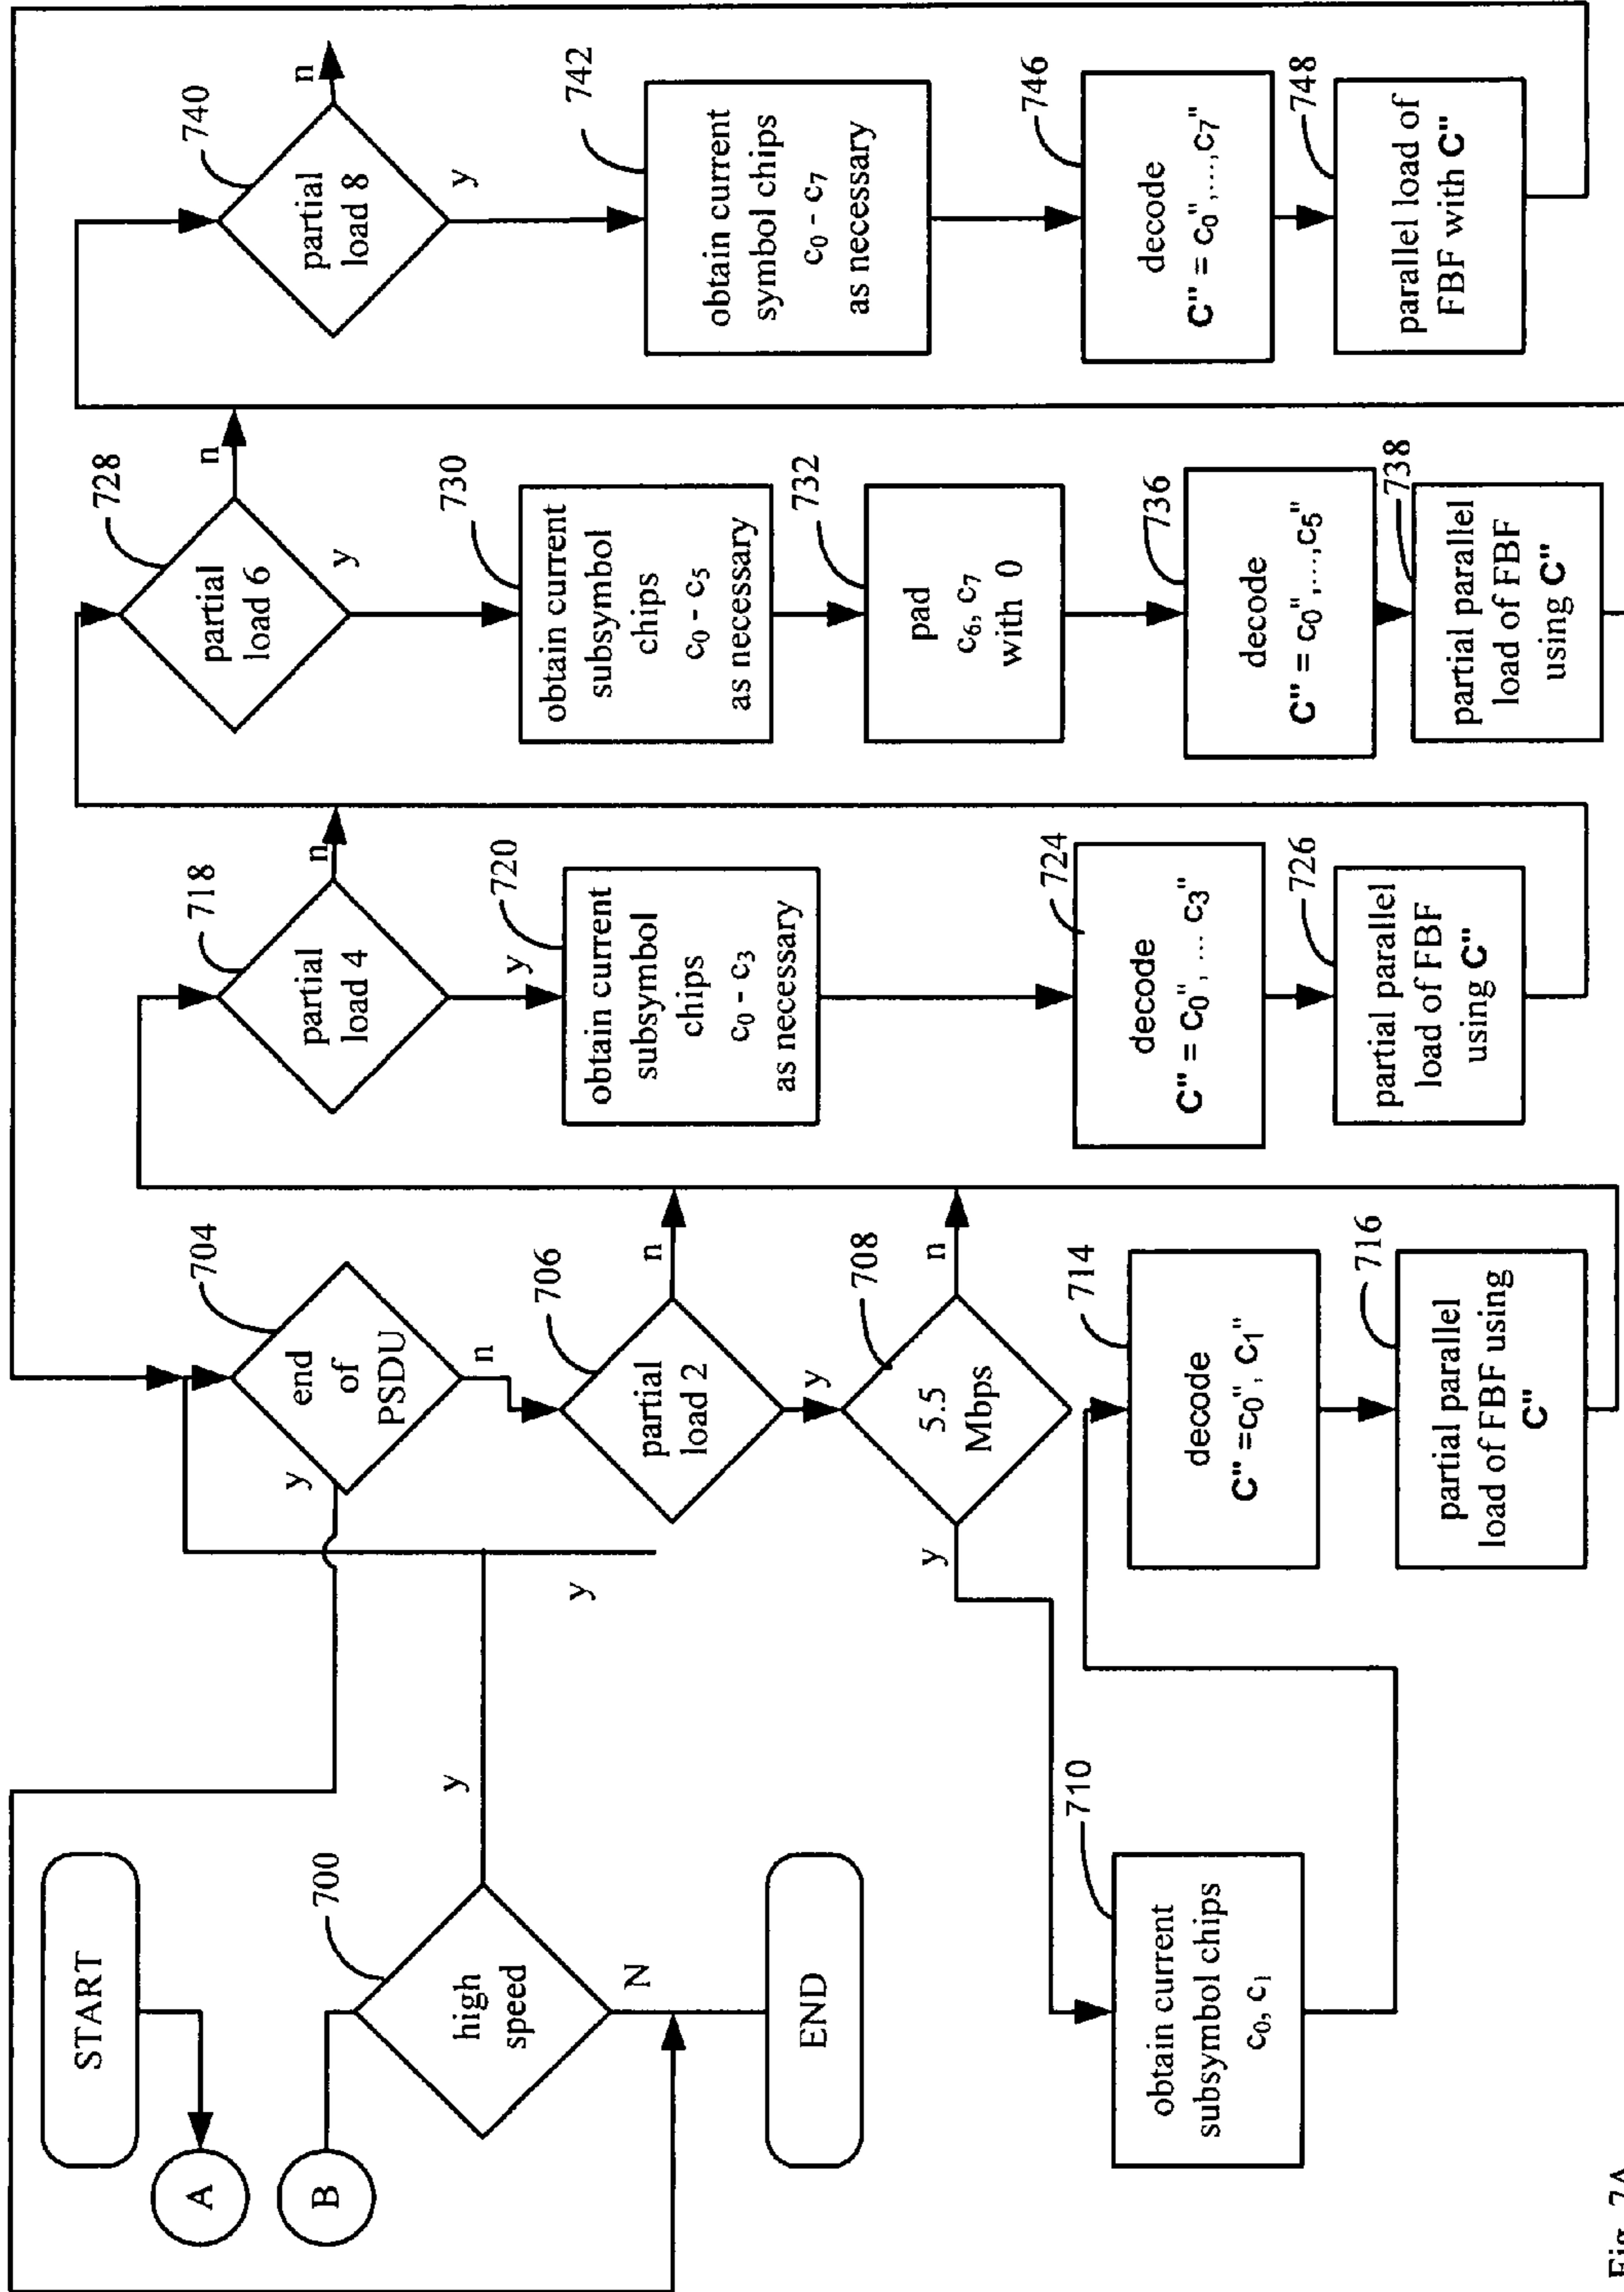 START
A
B
700
high
speed
y
N
END
y
704
end
of
PSDU
y
n
706
partial
load 2
n
y
708
5.5
Mbps
n
y
710
obtain current
subsymbol chips
c₀, c₁
714
decode
C" =c₀", c₁"
716
partial parallel
load of FBF using
C"
718
partial
load 4
n
y
720
obtain current
subsymbol
chips
c₀ - c₃
as necessary
724
decode
C" = c₀", ... c₃"
726
partial parallel
load of FBF
using C"
728
partial
load 6
n
y
730
obtain current
subsymbol
chips
c₀ - c₅
as necessary
732
pad
c₆, c₇
with 0
736
decode
C" = c₀",...,c₅"
738
partial parallel
load of FBF
using C"
740
partial
load 8
n
y
742
obtain current
symbol chips
c₀ - c₇
as necessary
746
decode
C" = c₀",...,c₇"
748
parallel load of
FBF with C"
Fig. 7A